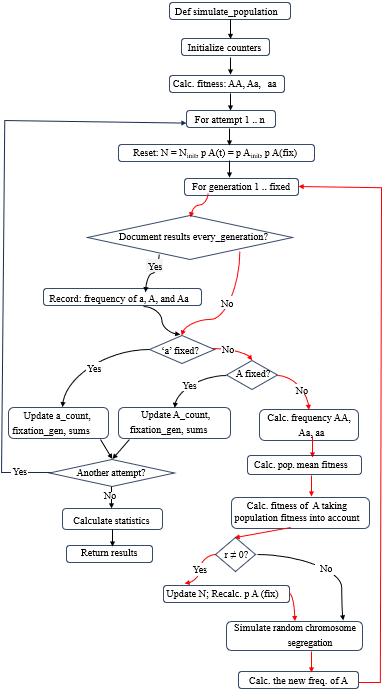 Def simulate_population
Initialize counters
Calc. fitness: AA, Aa, aa
For attempt 1 .. n
Reset: N = Ninit, p A(t) = p Ainit, p A(fix)
For generation 1 .. fixed
Document results every_generation?
Yes
No
Record: frequency of a, A, and Aa
'a' fixed?
Yes
No
A fixed?
Yes
No
Update a_count,
fixation_gen, sums
Update A_count,
fixation_gen, sums
Calc. frequency AA,
Aa, aa
Another attempt?
Yes
No
Calc. pop. mean fitness
Calculate statistics
Return results
Calc. fitness of A taking
population fitness into account
r ≠ 0?
Yes
No
Update N; Recalc. p A (fix)
Simulate random chromosome
segregation
Calc. the new freq. of A